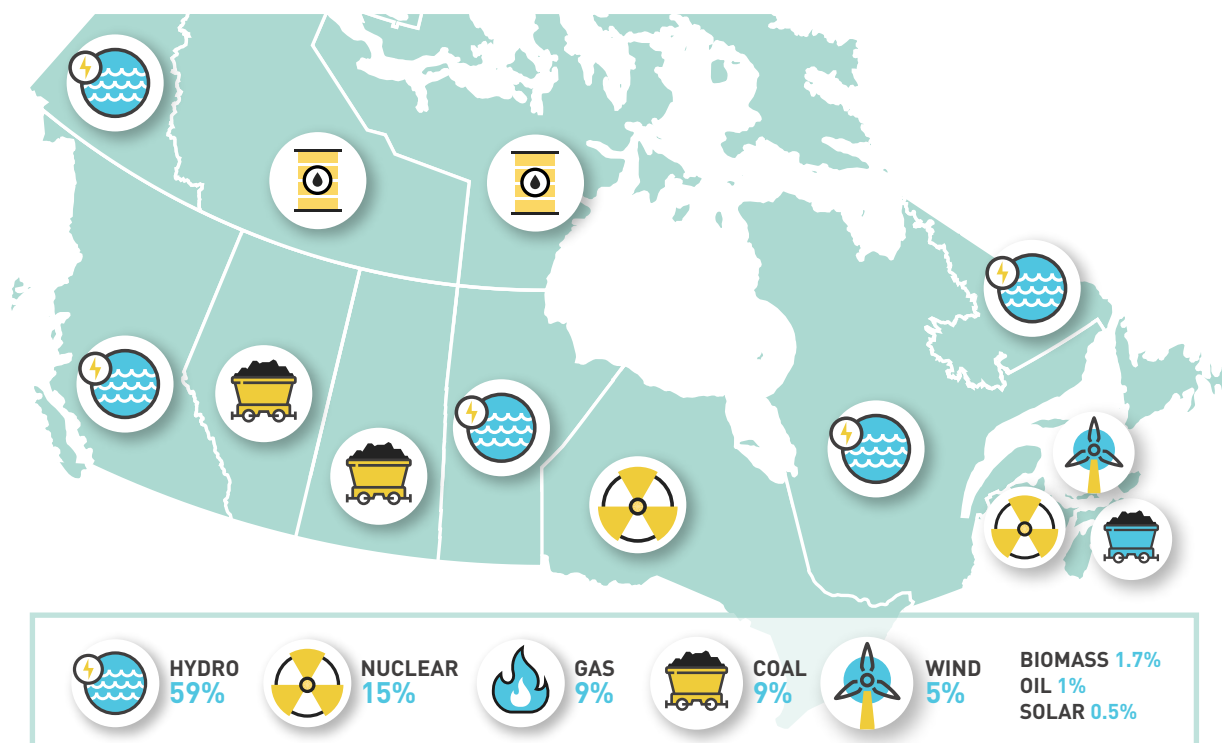 HYDRO
59%
NUCLEAR
15%
GAS
9%
COAL
9%
WIND
5%
BIOMASS 1.7%
OIL 1%
SOLAR 0.5%